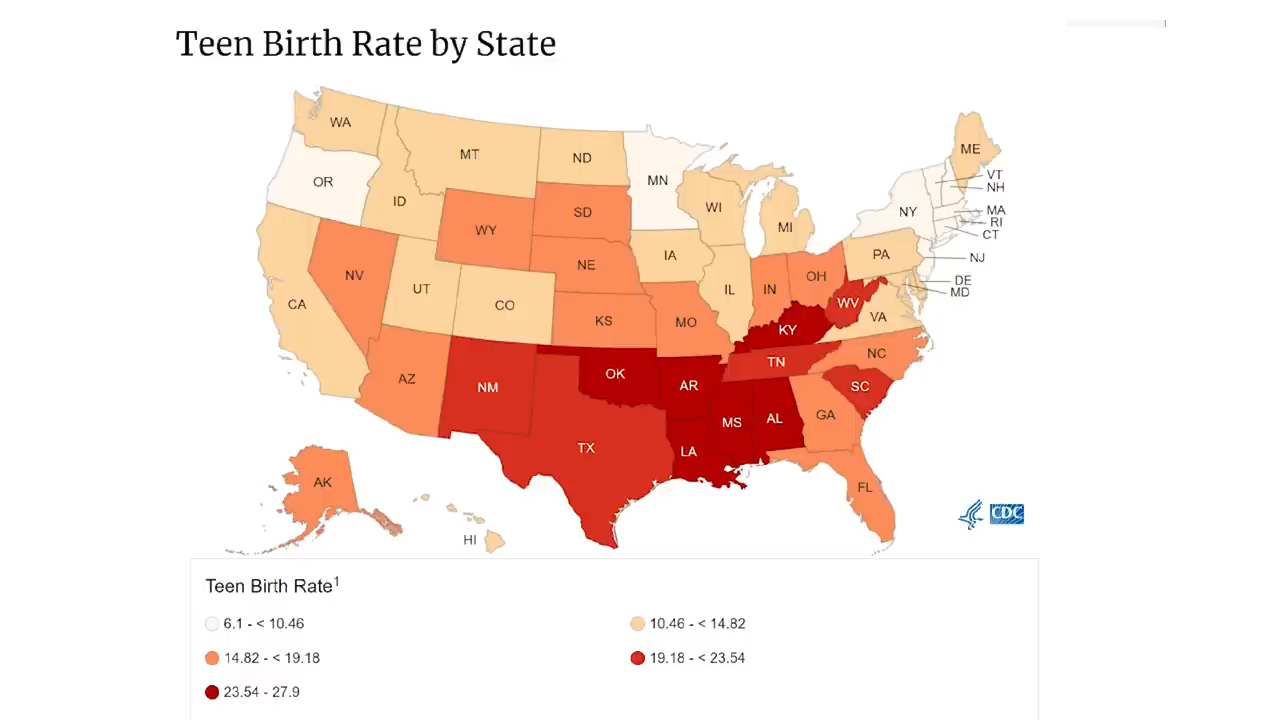 Teen Birth Rate by State
WA
MT
ND
MN
ME
VT
NH
OR
ID
WY
SD
WI
MI
NY
MA
RI
CT
NV
UT
CO
NE
IA
IL
IN
OH
PA
NJ
DE
MD
CA
KS
MO
KY
WV
VA
AZ
NM
OK
AR
TN
NC
SC
TX
LA
MS
AL
GA
FL
AK
HI
CDC
Teen Birth Rate¹
6.1 - < 10.46
10.46 - < 14.82
14.82 - < 19.18
19.18 - < 23.54
23.54 - 27.9